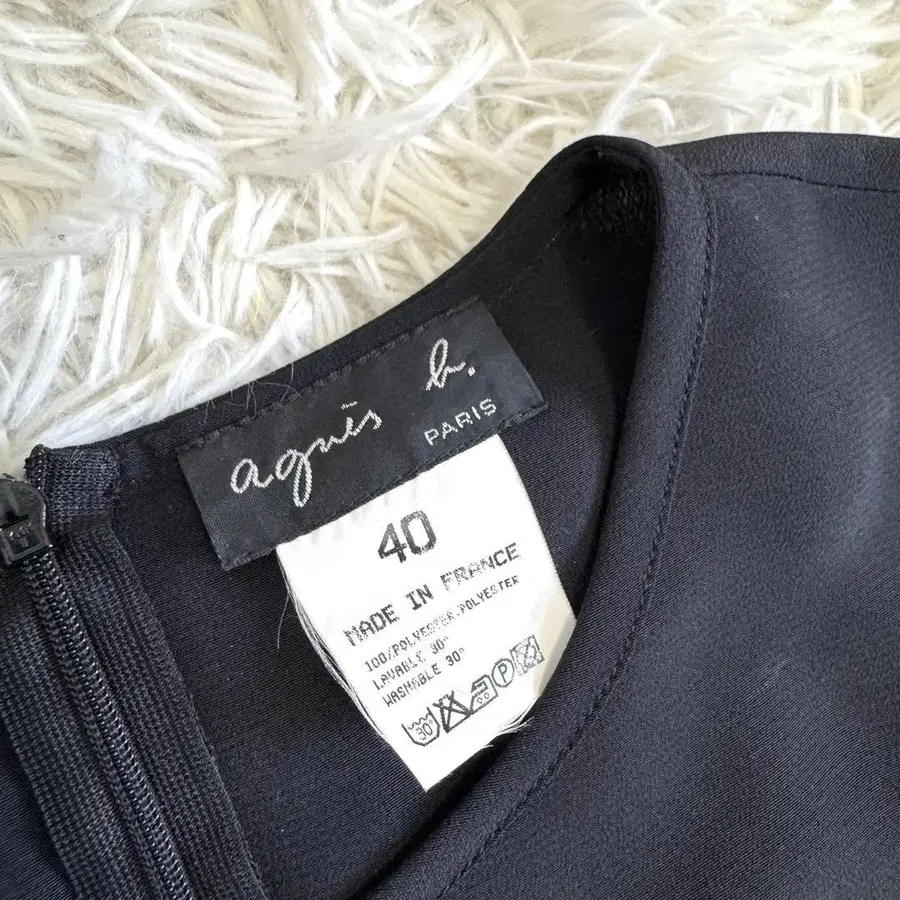 agnès b.
PARIS
40
MADE IN FRANCE
100%POLYESTER.POLYESTER
LAVABLE 30°
WASHABLE 30°
30 P